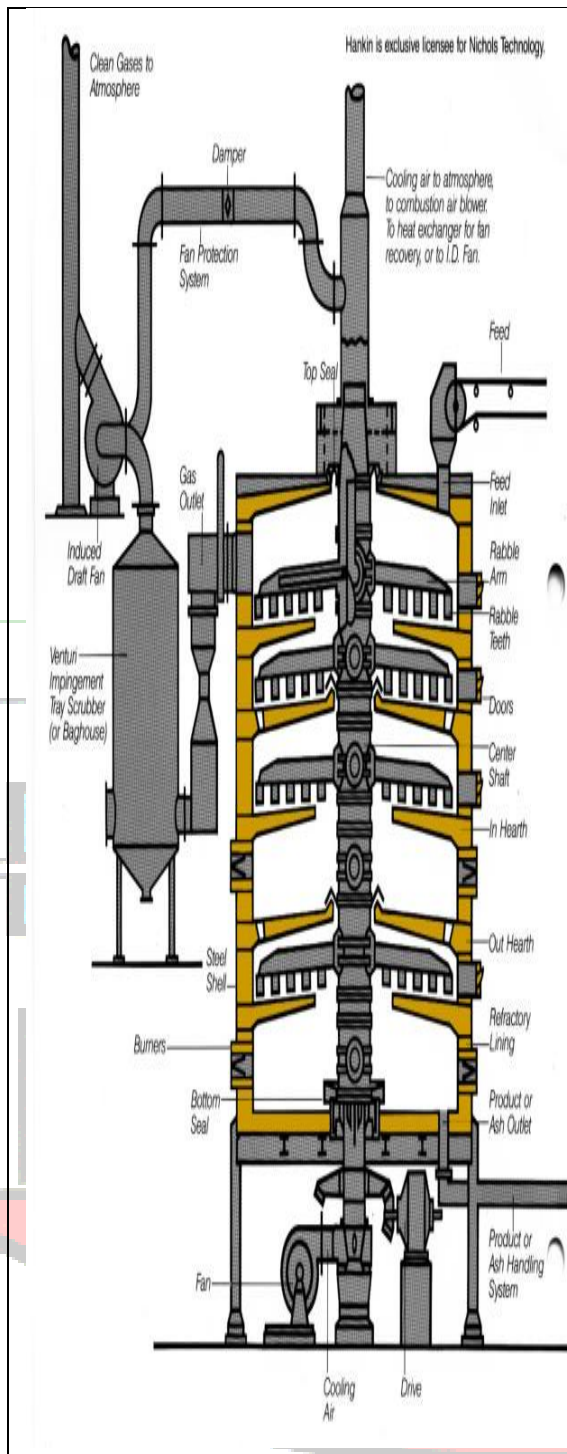 Hankin is exclusive licensee for Nichols Technology.
Clean Gases to
Atmosphere
Damper
Fan Protection
System
Cooling air to atmosphere,
to combustion air blower.
To heat exchanger for fan
recovery, or to I.D. Fan.
Feed
Top Seal
Gas
Outlet
Feed
Inlet
Induced
Draft Fan
Rabble
Arm
Rabble
Teeth
Venturi
Impingement
Tray Scrubber
(or Baghouse)
Doors
Center
Shaft
In Hearth
Out Hearth
Steel
Shell
Refractory
Lining
Burners
Bottom
Seal
Product or
Ash Outlet
Product or
Ash Handling
System
Fan
Cooling
Air
Drive